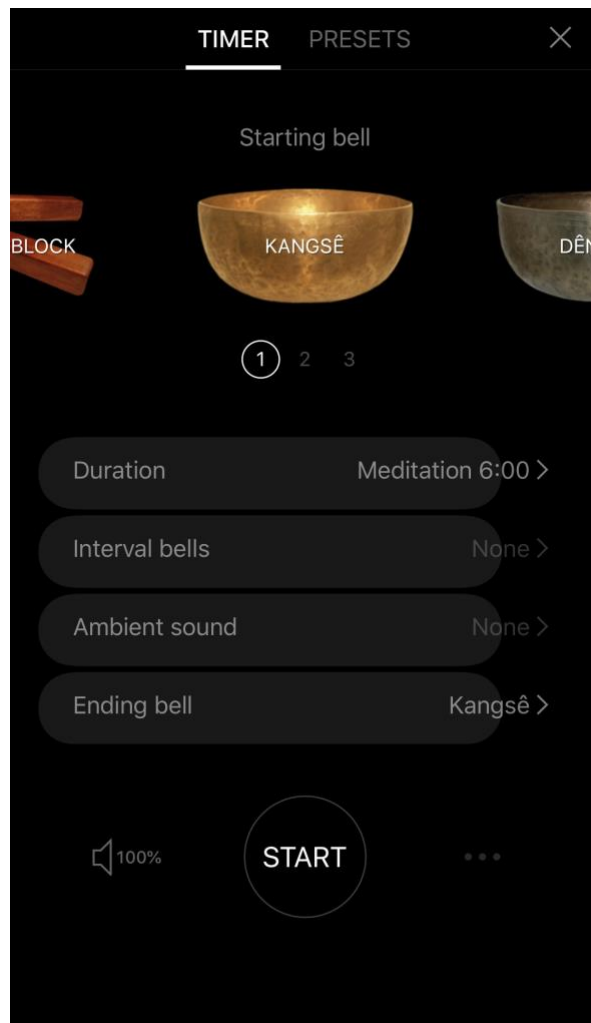 TIMER PRESETS
Starting bell
BLOCK KANGSÊ DÊN
1 2 3
Duration Meditation 6:00 >
Interval bells None >
Ambient sound None >
Ending bell Kangsê >
100% START ...